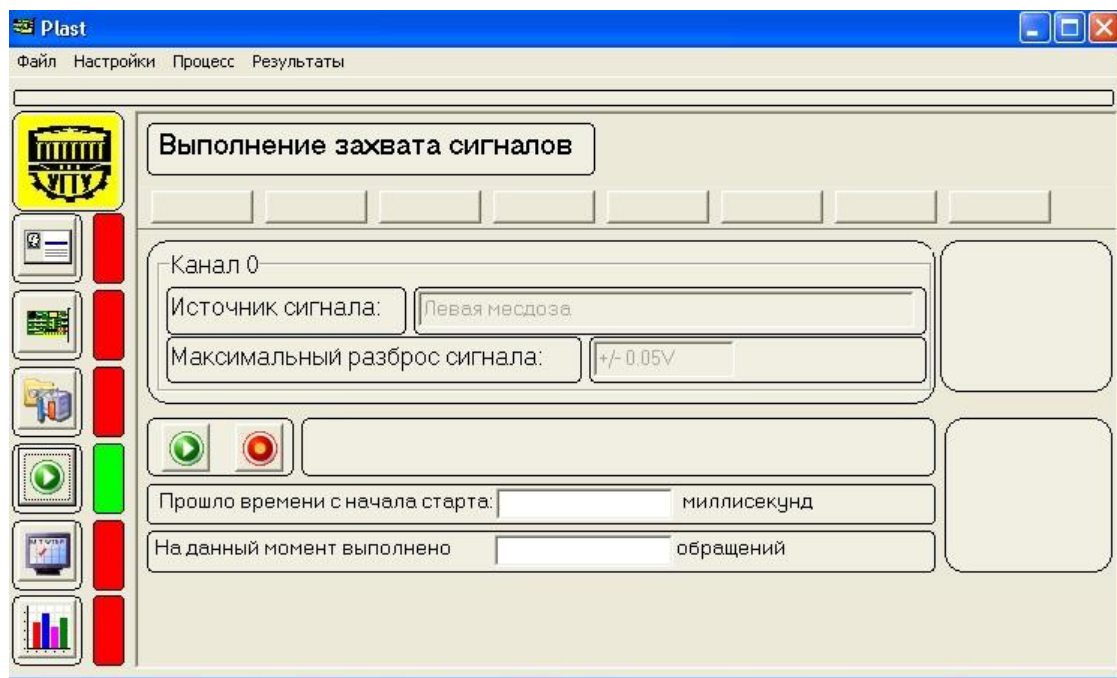 Plast
Файл Настройки Процесс Результаты
УПУ
Выполнение захвата сигналов
Канал 0
Источник сигнала: Левая месдоза
Максимальный разброс сигнала: +/- 0.05V
Прошло времени с начала старта: миллисекунд
На данный момент выполнено обращений